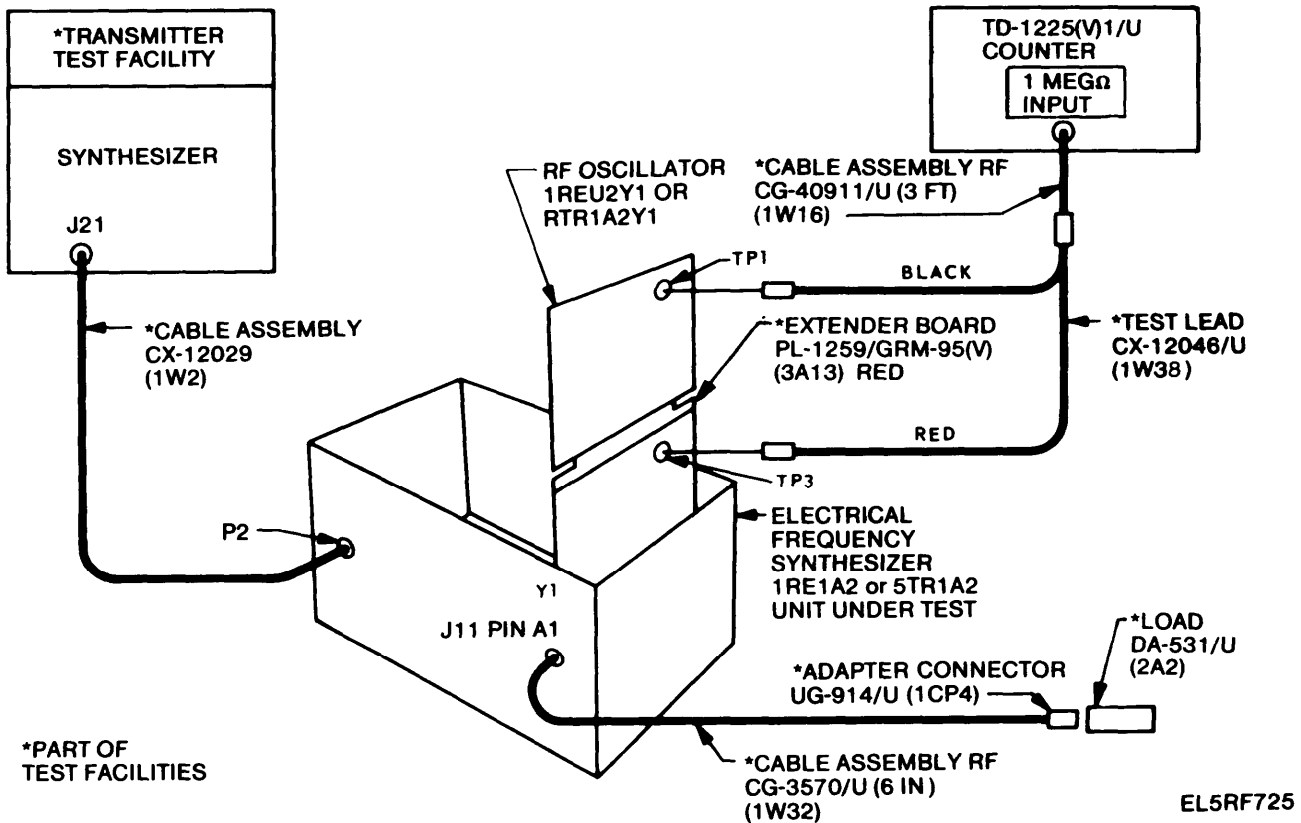 *TRANSMITTER
TEST FACILITY
SYNTHESIZER
J21
TD-1225(V)1/U
COUNTER
1 MEGΩ
INPUT
RF OSCILLATOR
1REU2Y1 OR
RTR1A2Y1
*CABLE ASSEMBLY RF
CG-40911/U (3 FT)
(1W16)
TP1
BLACK
*CABLE ASSEMBLY
CX-12029
(1W2)
*EXTENDER BOARD
PL-1259/GRM-95(V)
(3A13) RED
*TEST LEAD
CX-12046/U
(1W38)
RED
TP3
P2
ELECTRICAL
FREQUENCY
SYNTHESIZER
1RE1A2 or 5TR1A2
UNIT UNDER TEST
Y1
J11 PIN A1
*LOAD
DA-531/U
(2A2)
*ADAPTER CONNECTOR
UG-914/U (1CP4)
*PART OF
TEST FACILITIES
*CABLE ASSEMBLY RF
CG-3570/U (6 IN)
(1W32)
EL5RF725